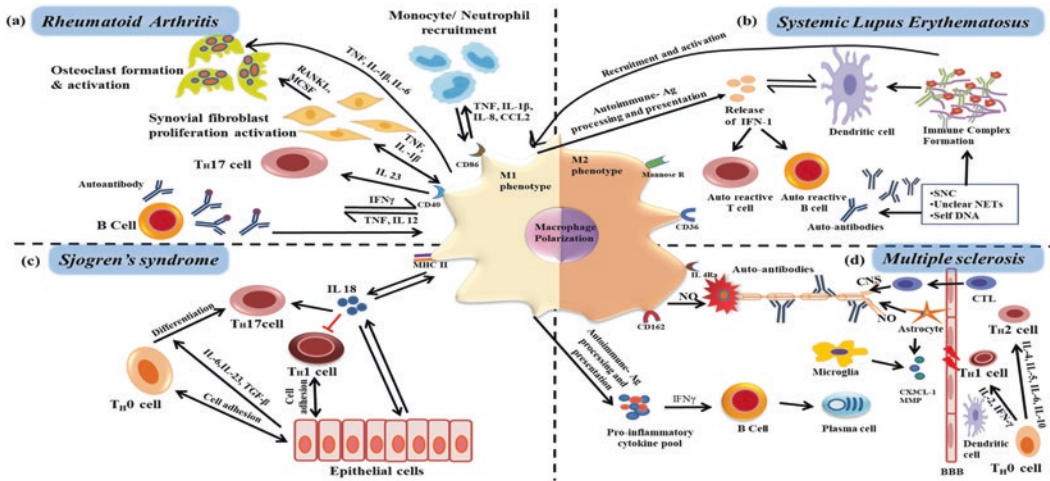 (a)
Rheumatoid Arthritis
Monocyte/ Neutrophil
recruitment
Osteoclast formation
& activation
TNF, IL-1β, IL-6
RANKL,
MCSF
TNF, IL-1β,
IL-8, CCL2
Synovial fibroblast
proliferation activation
TNF,
IL -1β
CD86
TH17 cell
IL 23
CD40
Autoantibody
IFNγ
TNF, IL 12
B Cell
M1
phenotype
M2
phenotype
Macrophage
Polarization
Mannose R
CD36
IL 4Ra
CD162
MHC II
(b)
Systemic Lupus Erythematosus
Recruitment and activation
Autoimmune- Ag
processing and presentation
Release
of IFN-1
Dendritic cell
Immune Complex
Formation
Auto reactive
T cell
Auto reactive
B cell
Auto-antibodies
•SNC
•Unclear NETs
•Self DNA
(c)
Sjogren's syndrome
IL 18
TH17cell
Differentiation
TH1 cell
IL-6,IL-23, TGF-β
TH0 cell
Cell adhesion
Cell
adhesion
Epithelial cells
(d)
Multiple sclerosis
Auto-antibodies
NO
CNS
CTL
NO
Astrocyte
TH2 cell
Microglia
CX3CL-1
MMP
TH1 cell
IL-4, IL-5, IL-6, IL-10
IL-2, IFN-γ
Dendritic
cell
BBB
TH0 cell
Autoimmune- Ag
processing and
presentation
Pro-inflammatory
cytokine pool
IFNγ
B Cell
Plasma cell